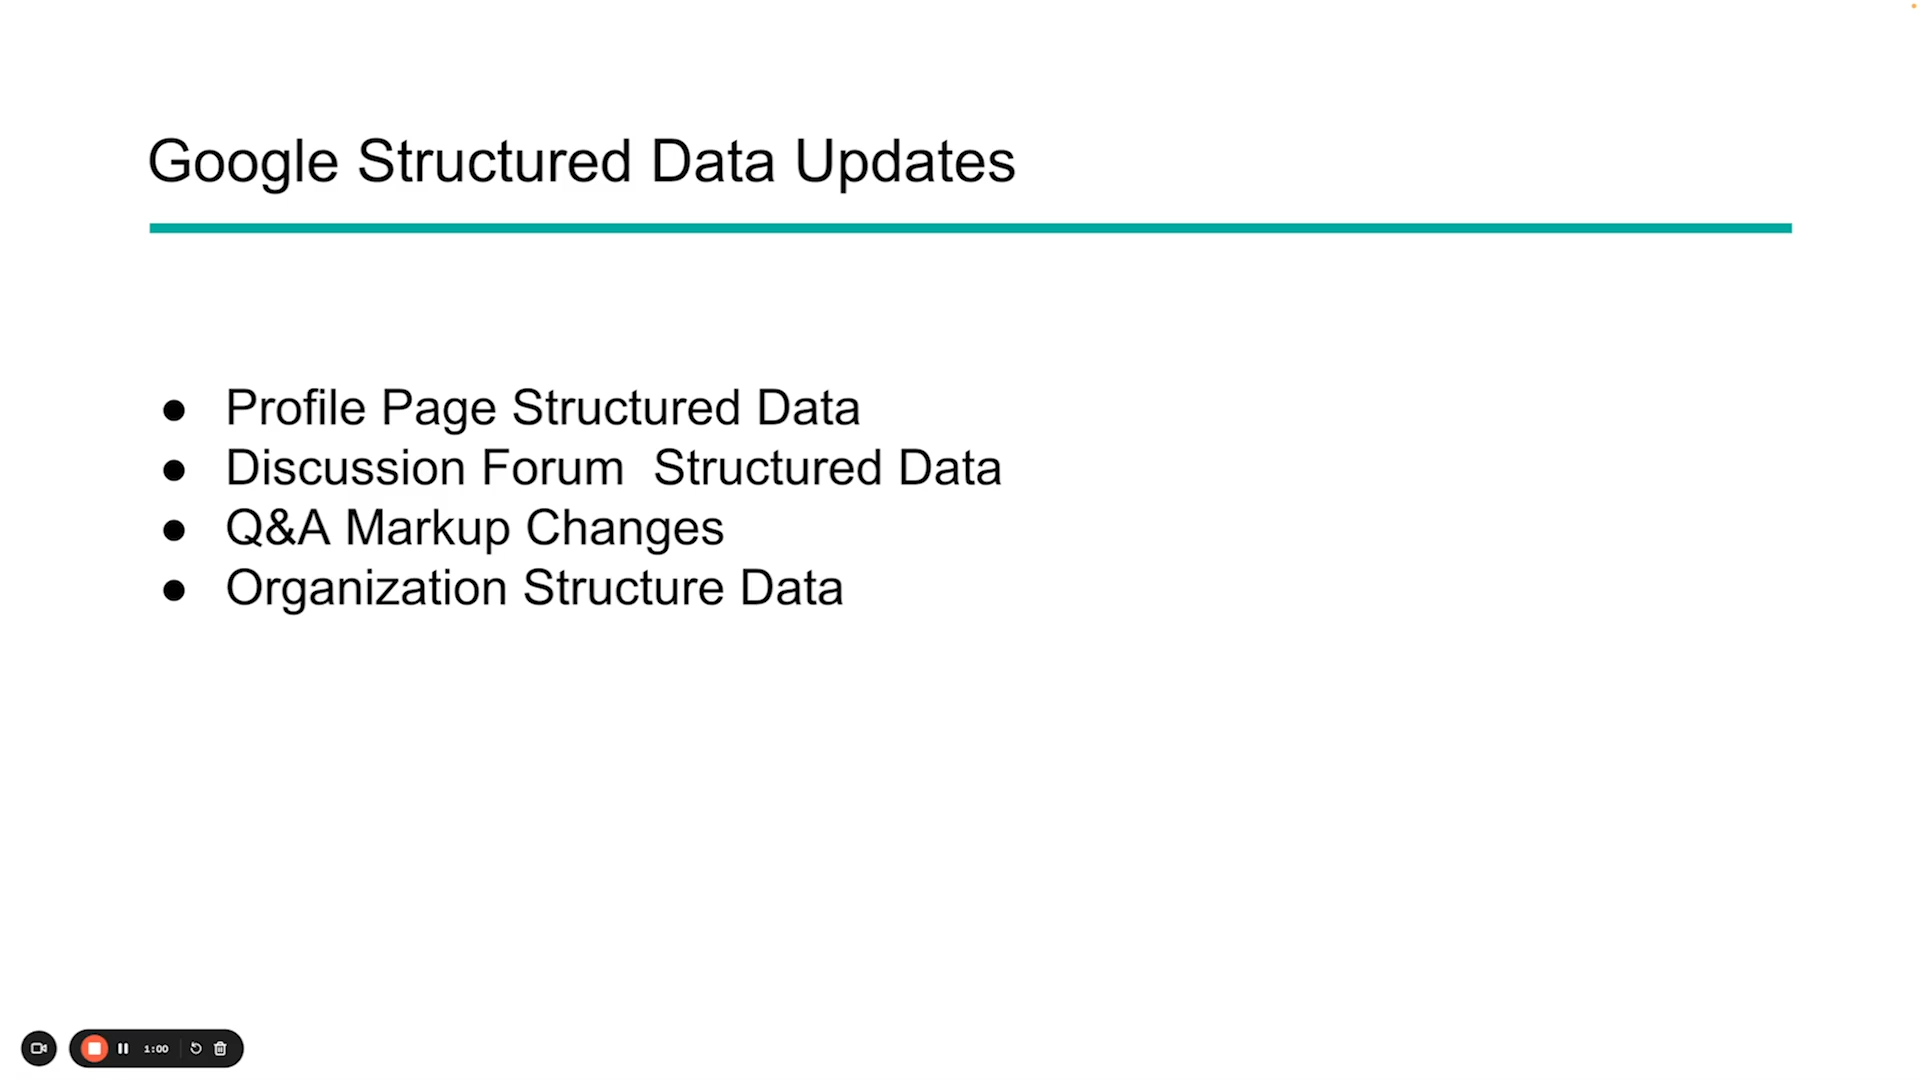 Google Structured Data Updates
● Profile Page Structured Data
● Discussion Forum  Structured Data
● Q&A Markup Changes
● Organization Structure Data
1:00